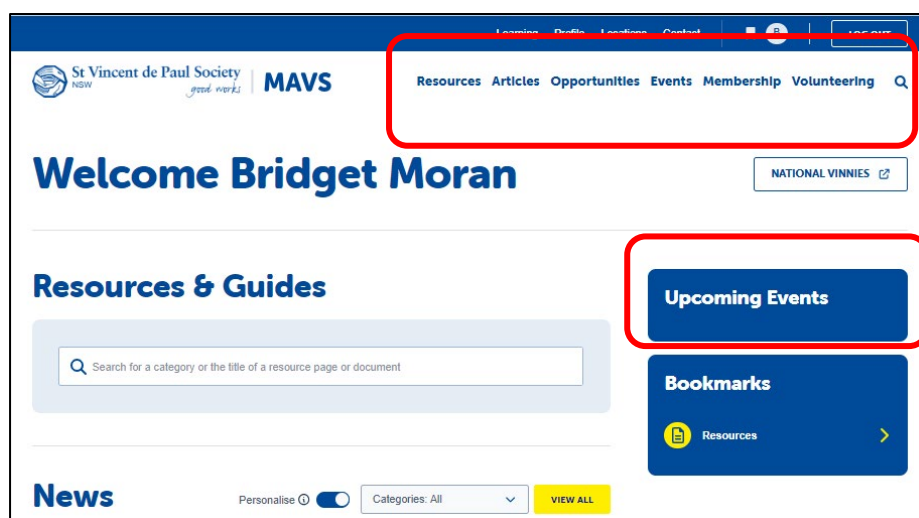 Learning Profile Locations Contact B LOG OUT
St Vincent de Paul Society
NSW good works
MAVS
Resources Articles Opportunities Events Membership Volunteering
Welcome Bridget Moran
NATIONAL VINNIES
Resources & Guides
Search for a category or the title of a resource page or document
Upcoming Events
Bookmarks
Resources
News
Personalise
Categories: All
VIEW ALL